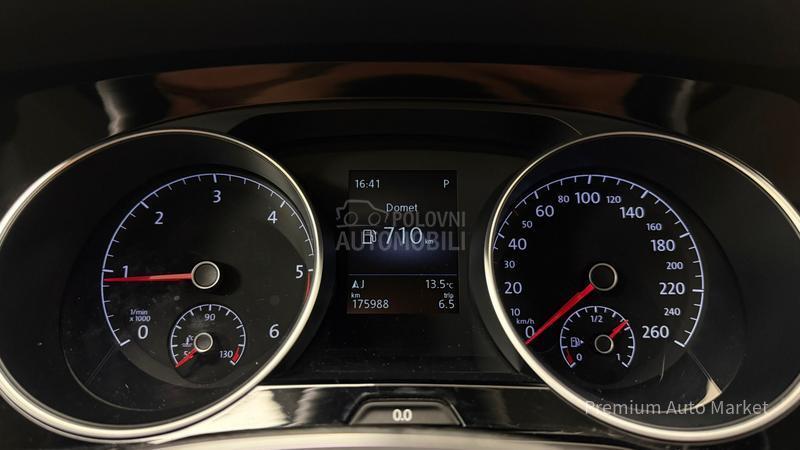 16:41 P
Domet
710 km
POLOVNI
AUTOMOBILI
J 13.5°C
km trip
175988 6.5
0 1 2 3 4 5 6
1/min
x 1000
50 90 130
0 10 20 30 40 50 60 80 100 120 140 160 180 200 220 240 260
km/h
0 1/2 1
0.0
Premium Auto Market